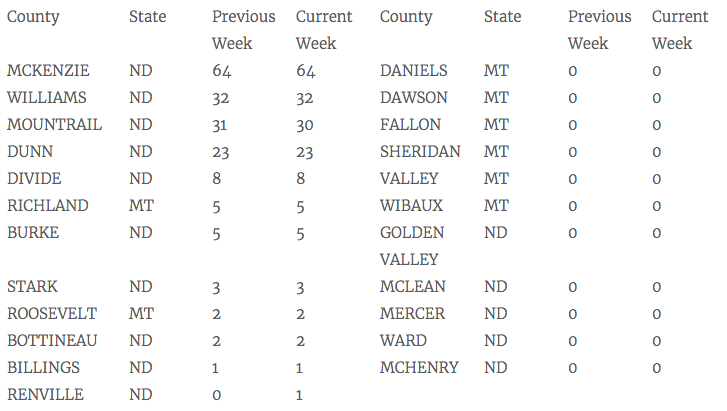 County State Previous Current County State Previous Current
Week Week Week Week
MCKENZIE ND 64 64 DANIELS MT 0 0
WILLIAMS ND 32 32 DAWSON MT 0 0
MOUNTRAIL ND 31 30 FALLON MT 0 0
DUNN ND 23 23 SHERIDAN MT 0 0
DIVIDE ND 8 8 VALLEY MT 0 0
RICHLAND MT 5 5 WIBAUX MT 0 0
BURKE ND 5 5 GOLDEN ND 0 0
VALLEY
STARK ND 3 3 MCLEAN ND 0 0
ROOSEVELT MT 2 2 MERCER ND 0 0
BOTTINEAU ND 2 2 WARD ND 0 0
BILLINGS ND 1 1 MCHENRY ND 0 0
RENVILLE ND 0 1